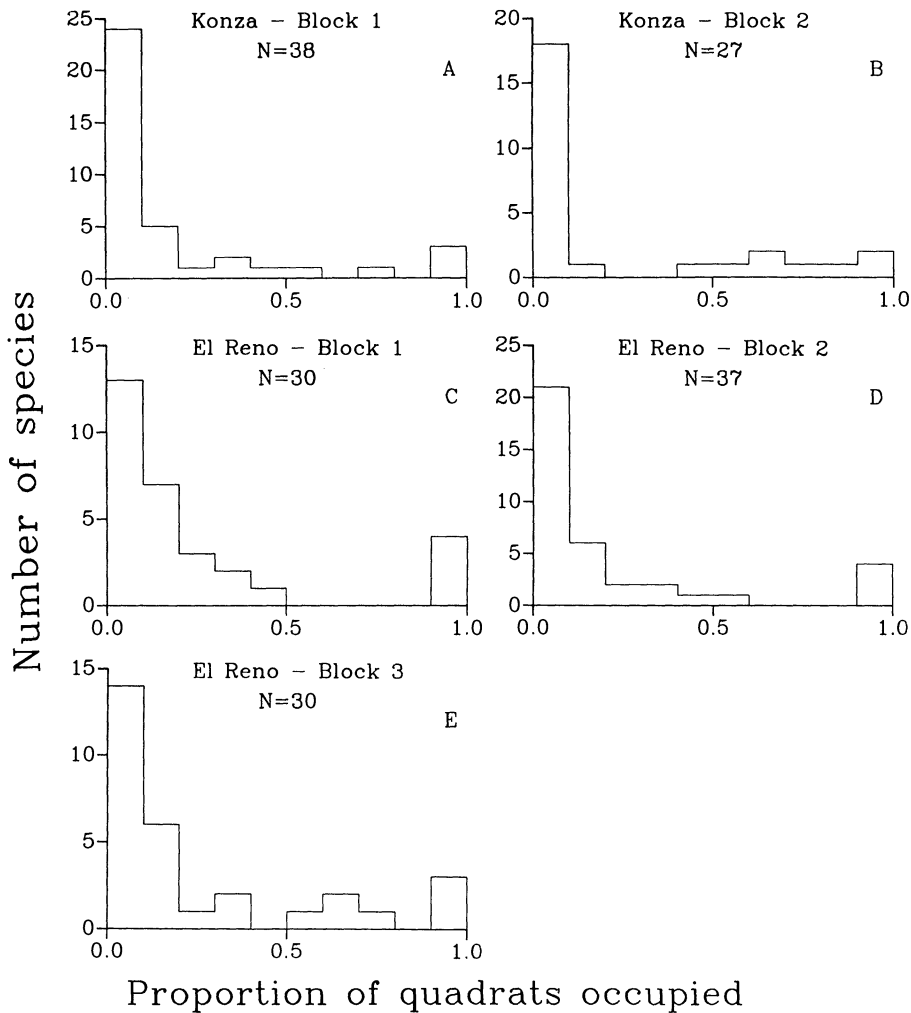 Number of species
Konza – Block 1
N=38
A
25
20
15
10
5
0
0.0 0.5 1.0
Konza – Block 2
N=27
B
20
15
10
5
0
0.0 0.5 1.0
El Reno – Block 1
N=30
C
15
10
5
0
0.0 0.5 1.0
El Reno – Block 2
N=37
D
25
20
15
10
5
0
0.0 0.5 1.0
El Reno – Block 3
N=30
E
15
10
5
0
0.0 0.5 1.0
Proportion of quadrats occupied